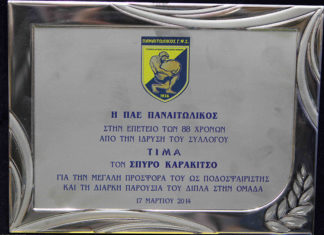 ΠΑΝΑΙΤΩΛΙΚΟΣ Γ.Φ.Σ.
1926
Η ΠΑΕ ΠΑΝΑΙΤΩΛΙΚΟΣ
ΣΤΗΝ ΕΠΕΤΕΙΟ ΤΩΝ 88 ΧΡΟΝΩΝ
ΑΠΟ ΤΗΝ ΙΔΡΥΣΗ ΤΟΥ ΣΥΛΛΟΓΟΥ
ΤΙΜΑ
ΤΟΝ ΣΠΥΡΟ ΚΑΡΑΚΙΤΣΟ
ΓΙΑ ΤΗΝ ΜΕΓΑΛΗ ΠΡΟΣΦΟΡΑ ΤΟΥ ΩΣ ΠΟΔΟΣΦΑΙΡΙΣΤΗΣ
ΚΑΙ ΤΗ ΔΙΑΡΚΗ ΠΑΡΟΥΣΙΑ ΤΟΥ ΔΙΠΛΑ ΣΤΗΝ ΟΜΑΔΑ
17 ΜΑΡΤΙΟΥ 2014